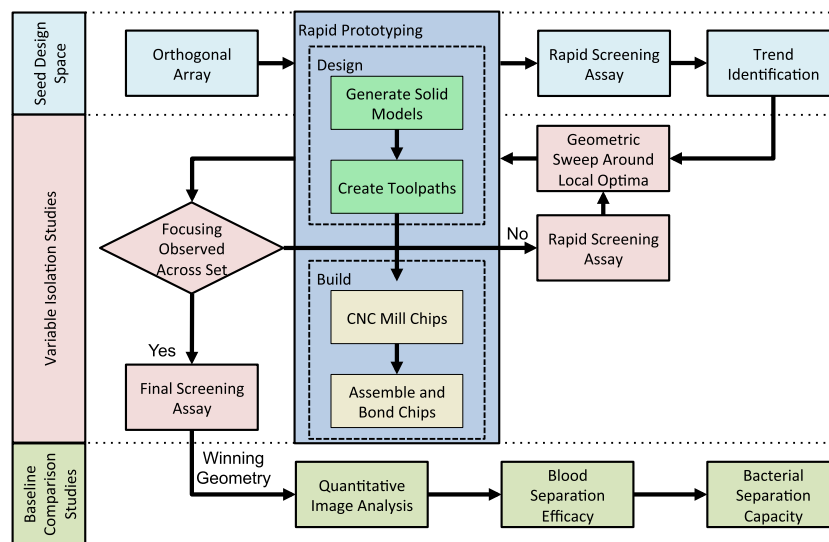 Seed Design
Space
Orthogonal
Array
Rapid Prototyping
Design
Generate Solid
Models
Create Toolpaths
Rapid Screening
Assay
Trend
Identification
Variable Isolation Studies
Geometric
Sweep Around
Local Optima
Focusing
Observed
Across Set
No
Rapid Screening
Assay
Build
CNC Mill Chips
Assemble and
Bond Chips
Yes
Final Screening
Assay
Baseline
Comparison
Studies
Winning
Geometry
Quantitative
Image Analysis
Blood
Separation
Efficacy
Bacterial
Separation
Capacity